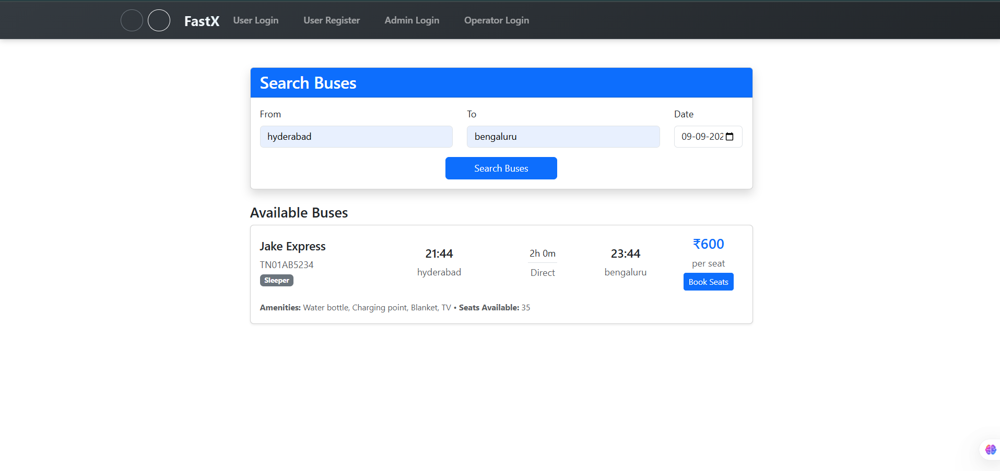 FastX User Login User Register Admin Login Operator Login
Search Buses
From To Date
hyderabad bengaluru 09-09-202
Search Buses
Available Buses
Jake Express 21:44 2h 0m 23:44 ₹600
TN01AB5234 hyderabad Direct bengaluru per seat
Sleeper Book Seats
Amenities: Water bottle, Charging point, Blanket, TV • Seats Available: 35